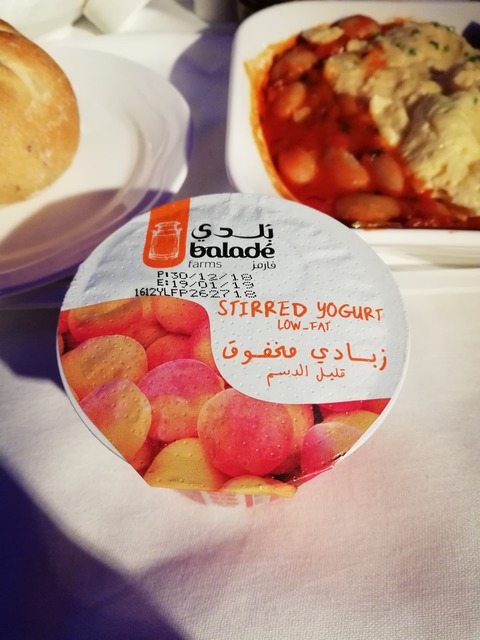 بلدي
baladé
farms فارمز
P:30/12/18
E:19/01/19
1612YLFP262718
STIRRED YOGURT
LOW-FAT
زبادي مخفوق
قليل الدسم